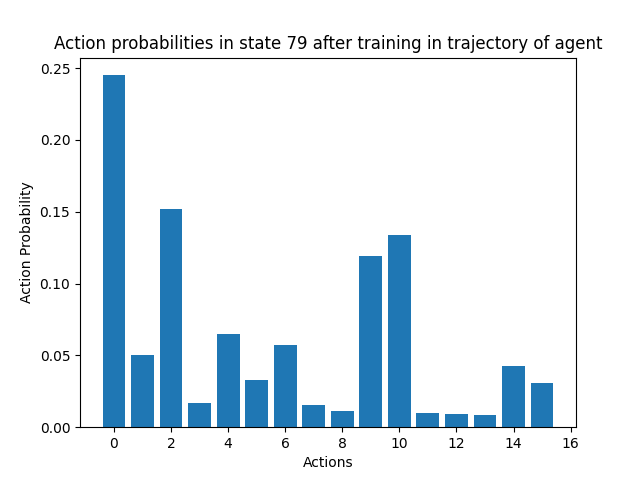 Action probabilities in state 79 after training in trajectory of agent
0.25
0.20
0.15
0.10
0.05
0.00
Action Probability
0 2 4 6 8 10 12 14 16
Actions